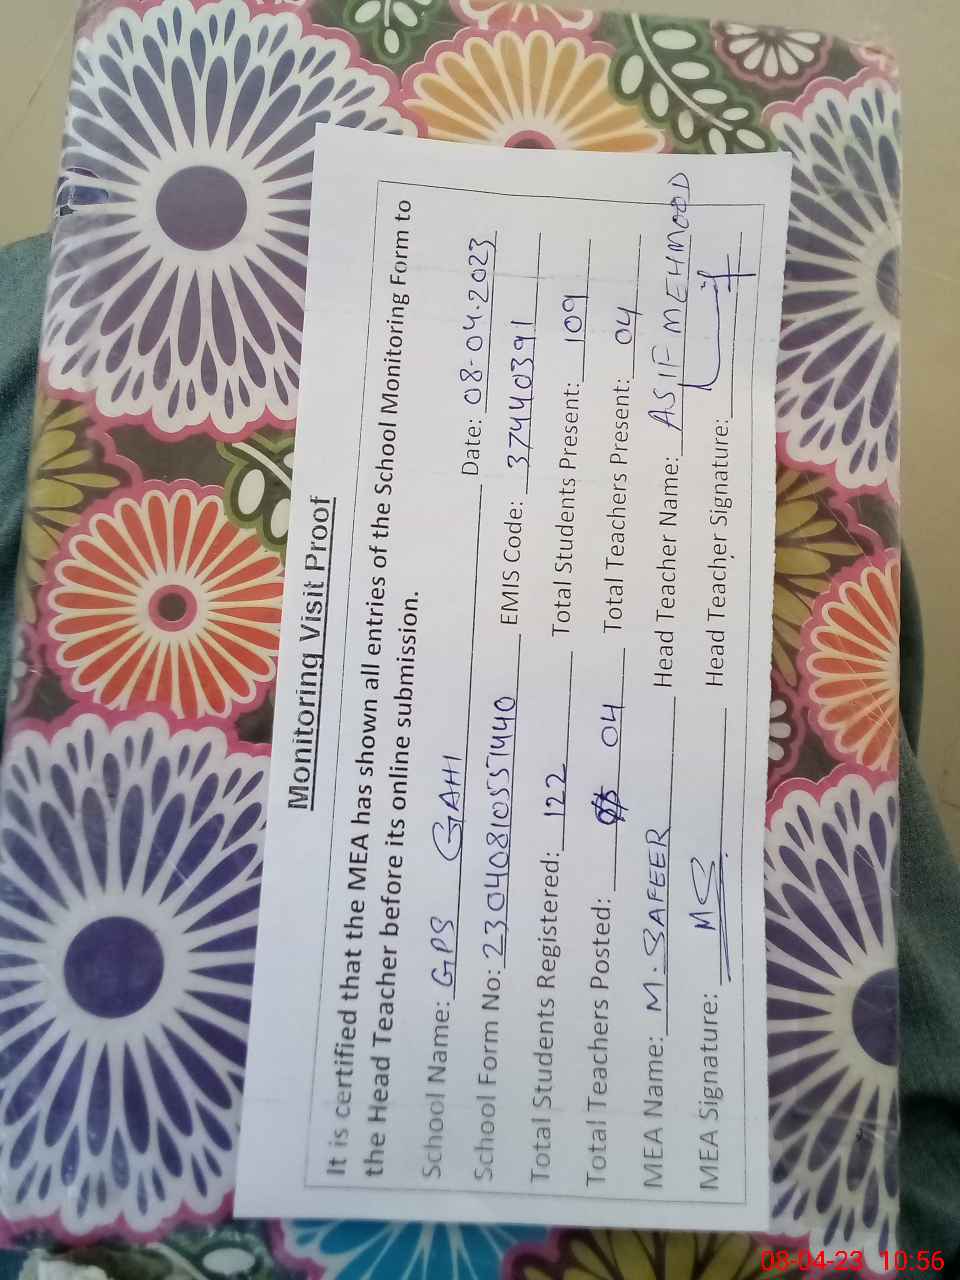 Monitoring Visit Proof
It is certified that the MEA has shown all entries of the School Monitoring Form to
the Head Teacher before its online submission.
School Name: GPS GAHI Date: 08-04-2023
School Form No: 23040810551440 EMIS Code: 37440391
Total Students Registered: 122 Total Students Present: 109
Total Teachers Posted: 04 Total Teachers Present: 04
MEA Name: M. SAFEER Head Teacher Name: ASIF MEHMOOD
MEA Signature: MS Head Teacher Signature:
08-04-23 10:56